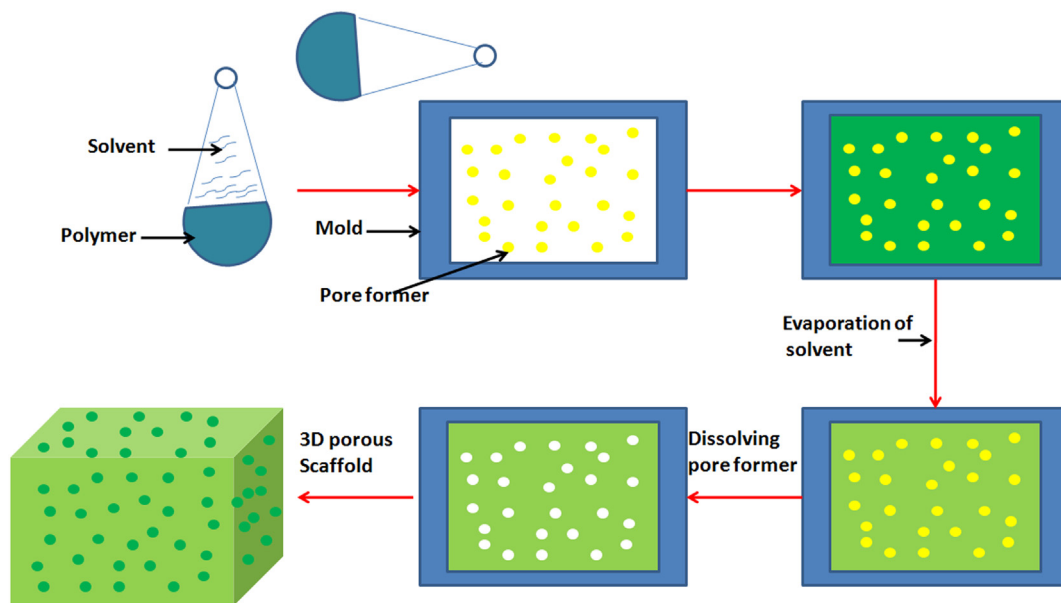 Solvent
Polymer
Mold
Pore former
Evaporation of
solvent
Dissolving
pore former
3D porous
Scaffold